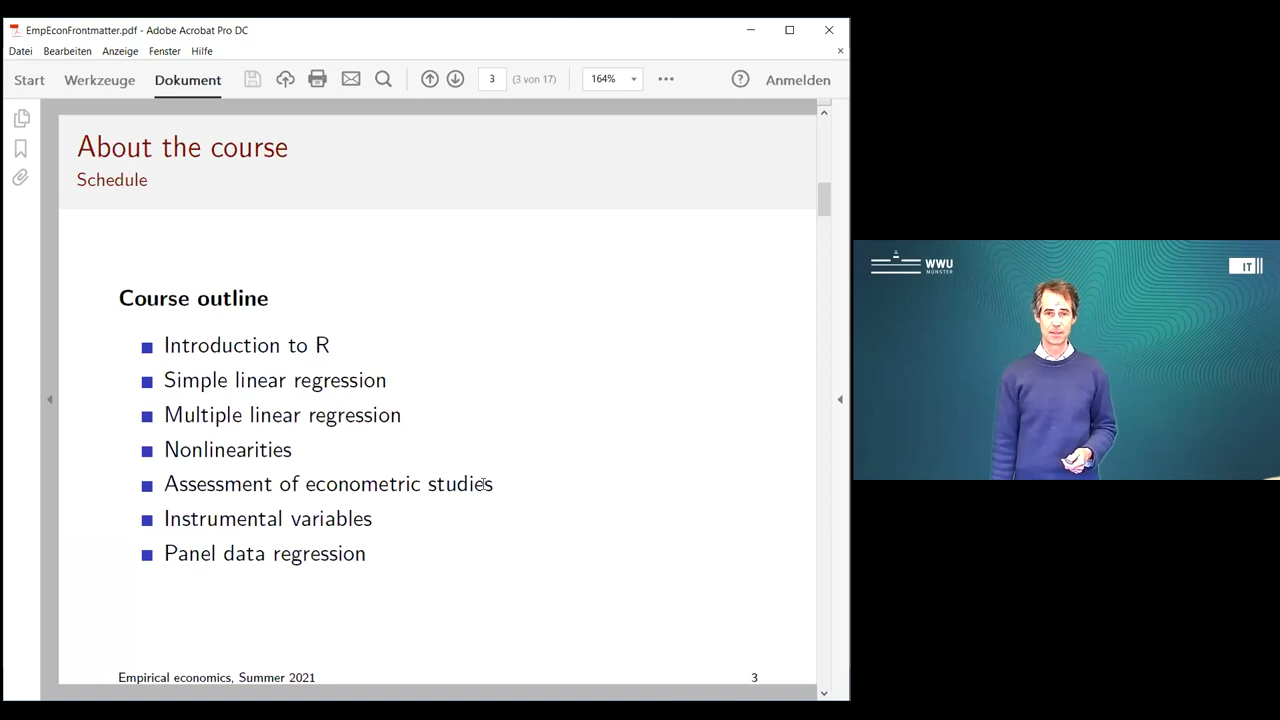 EmpEconFrontmatter.pdf - Adobe Acrobat Pro DC
Datei Bearbeiten Anzeige Fenster Hilfe
Start Werkzeuge Dokument 3 (3 von 17) 164% Anmelden
About the course
Schedule
Course outline
Introduction to R
Simple linear regression
Multiple linear regression
Nonlinearities
Assessment of econometric studies
Instrumental variables
Panel data regression
Empirical economics, Summer 2021 3
WWU
MÜNSTER
IT